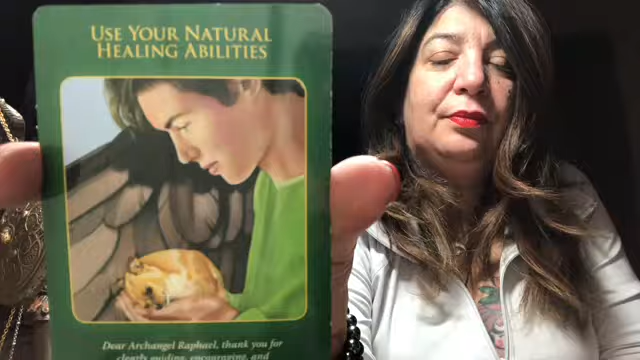 USE YOUR NATURAL
HEALING ABILITIES
Dear Archangel Raphael, thank you for
clearly guiding, encouraging, and